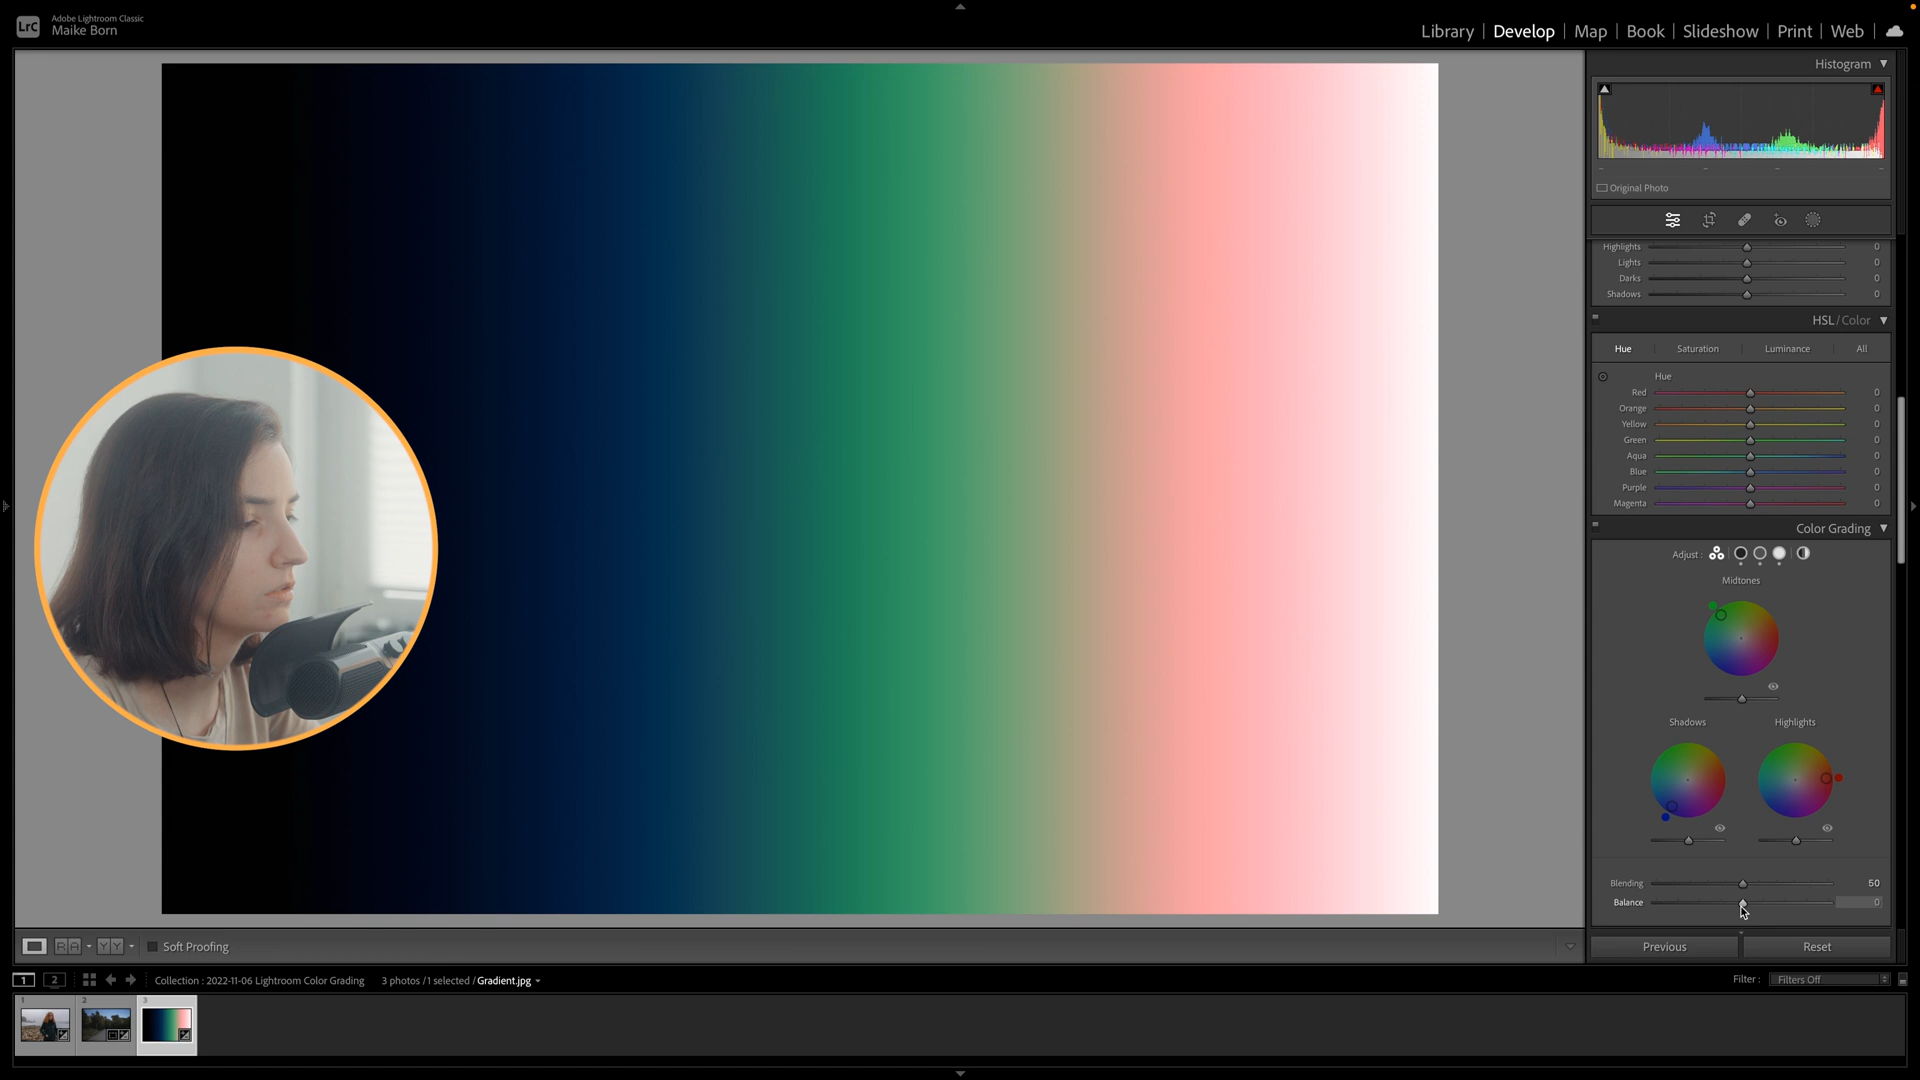 LrC
Adobe Lightroom Classic
Maike Born
Library | Develop | Map | Book | Slideshow | Print | Web
Histogram
Original Photo
Highlights 0
Lights 0
Darks 0
Shadows 0
HSL / Color
Hue Saturation Luminance All
Hue
Red 0
Orange 0
Yellow 0
Green 0
Aqua 0
Blue 0
Purple 0
Magenta 0
Color Grading
Adjust :
Midtones
Shadows Highlights
Blending 50
Balance 0
Previous Reset
RA YY Soft Proofing
1 2 Collection : 2022-11-06 Lightroom Color Grading 3 photos / 1 selected / Gradient.jpg Filter : Filters Off
1 2 3